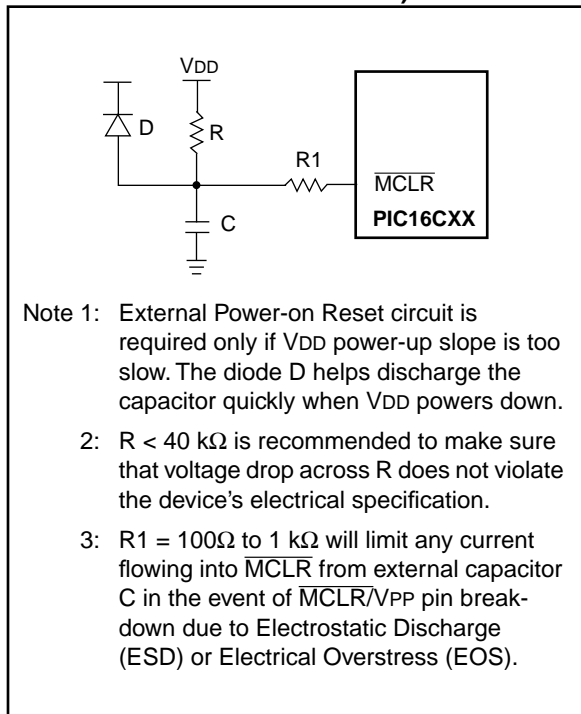 VDD
D
R
R1
MCLR
PIC16CXX
C
Note 1: External Power-on Reset circuit is
required only if VDD power-up slope is too
slow. The diode D helps discharge the
capacitor quickly when VDD powers down.
2: R < 40 kΩ is recommended to make sure
that voltage drop across R does not violate
the device's electrical specification.
3: R1 = 100Ω to 1 kΩ will limit any current
flowing into MCLR from external capacitor
C in the event of MCLR/VPP pin break-
down due to Electrostatic Discharge
(ESD) or Electrical Overstress (EOS).